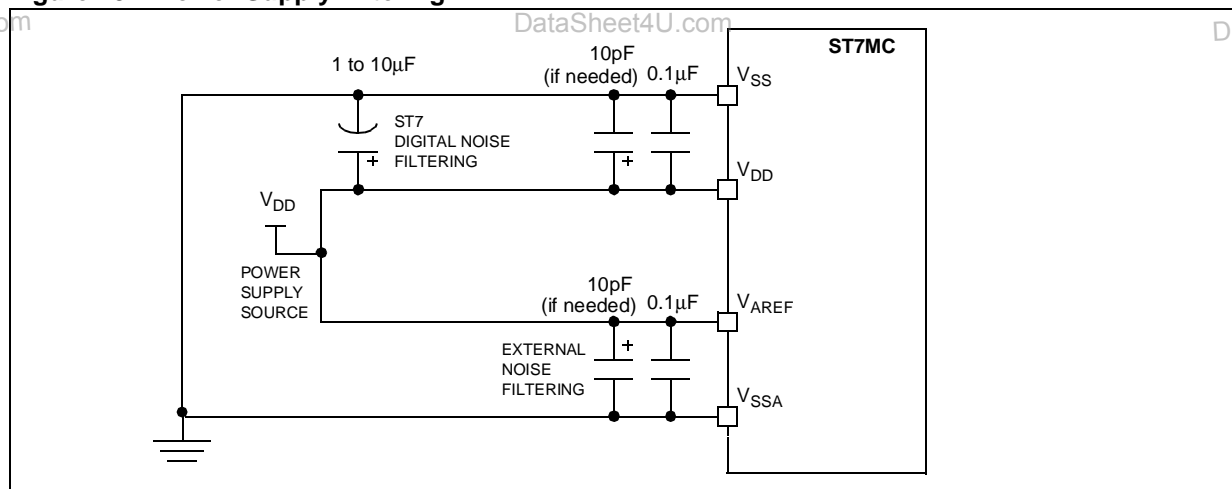 DataSheet4U.com
om
D
ST7MC
10pF
(if needed)
0.1μF
1 to 10μF
VSS
ST7
DIGITAL NOISE
FILTERING
+
+
VDD
VDD
POWER
SUPPLY
SOURCE
10pF
(if needed)
0.1μF
VAREF
+
EXTERNAL
NOISE
FILTERING
VSSA